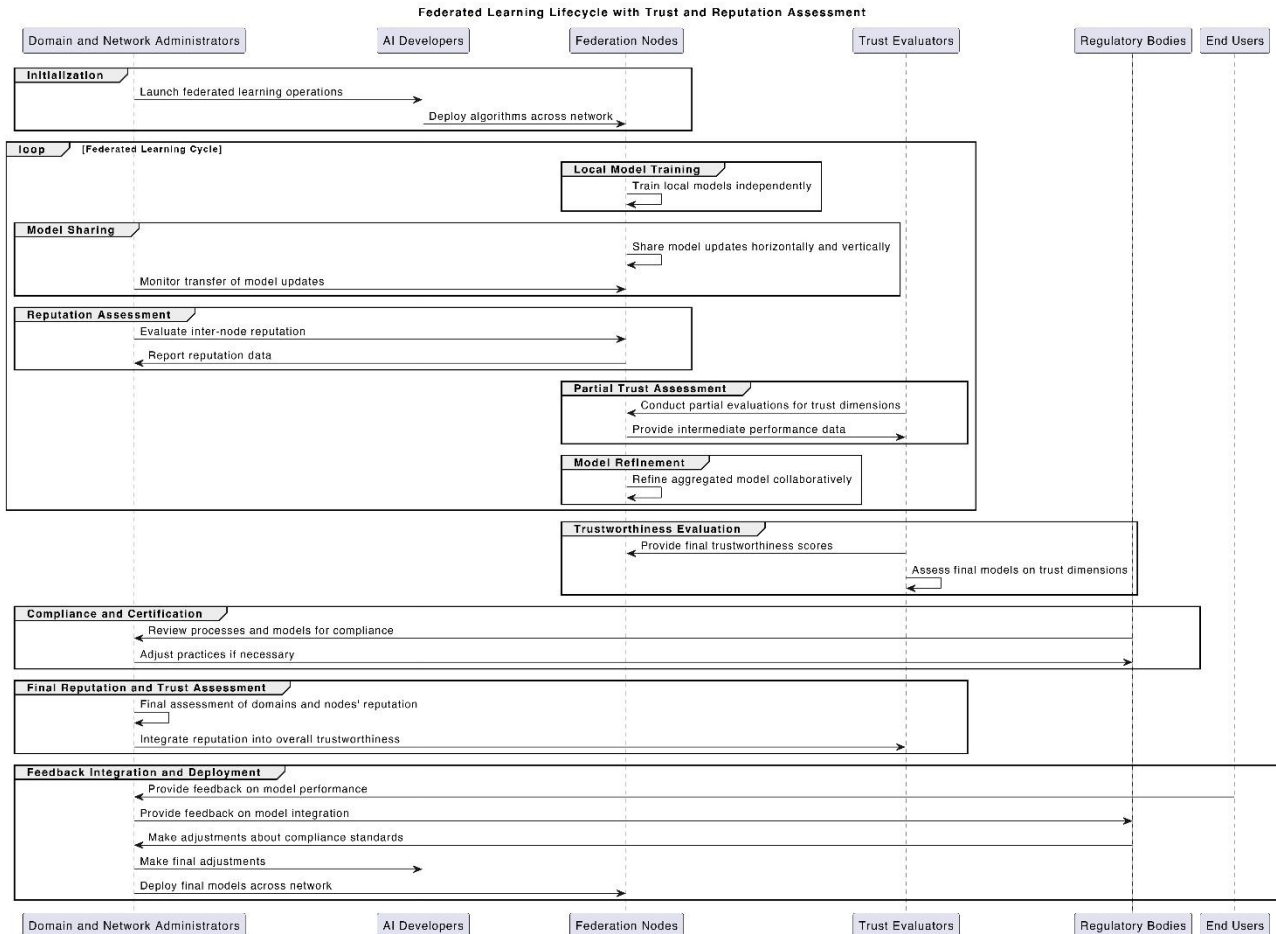 Federated Learning Lifecycle with Trust and Reputation Assessment
Domain and Network Administrators
AI Developers
Federation Nodes
Trust Evaluators
Regulatory Bodies
End Users
Initialization
Launch federated learning operations
Deploy algorithms across network
loop [Federated Learning Cycle]
Local Model Training
Train local models independently
Model Sharing
Share model updates horizontally and vertically
Monitor transfer of model updates
Reputation Assessment
Evaluate inter-node reputation
Report reputation data
Partial Trust Assessment
Conduct partial evaluations for trust dimensions
Provide intermediate performance data
Model Refinement
Refine aggregated model collaboratively
Trustworthiness Evaluation
Provide final trustworthiness scores
Assess final models on trust dimensions
Compliance and Certification
Review processes and models for compliance
Adjust practices if necessary
Final Reputation and Trust Assessment
Final assessment of domains and nodes' reputation
Integrate reputation into overall trustworthiness
Feedback Integration and Deployment
Provide feedback on model performance
Provide feedback on model integration
Make adjustments about compliance standards
Make final adjustments
Deploy final models across network
Domain and Network Administrators
AI Developers
Federation Nodes
Trust Evaluators
Regulatory Bodies
End Users